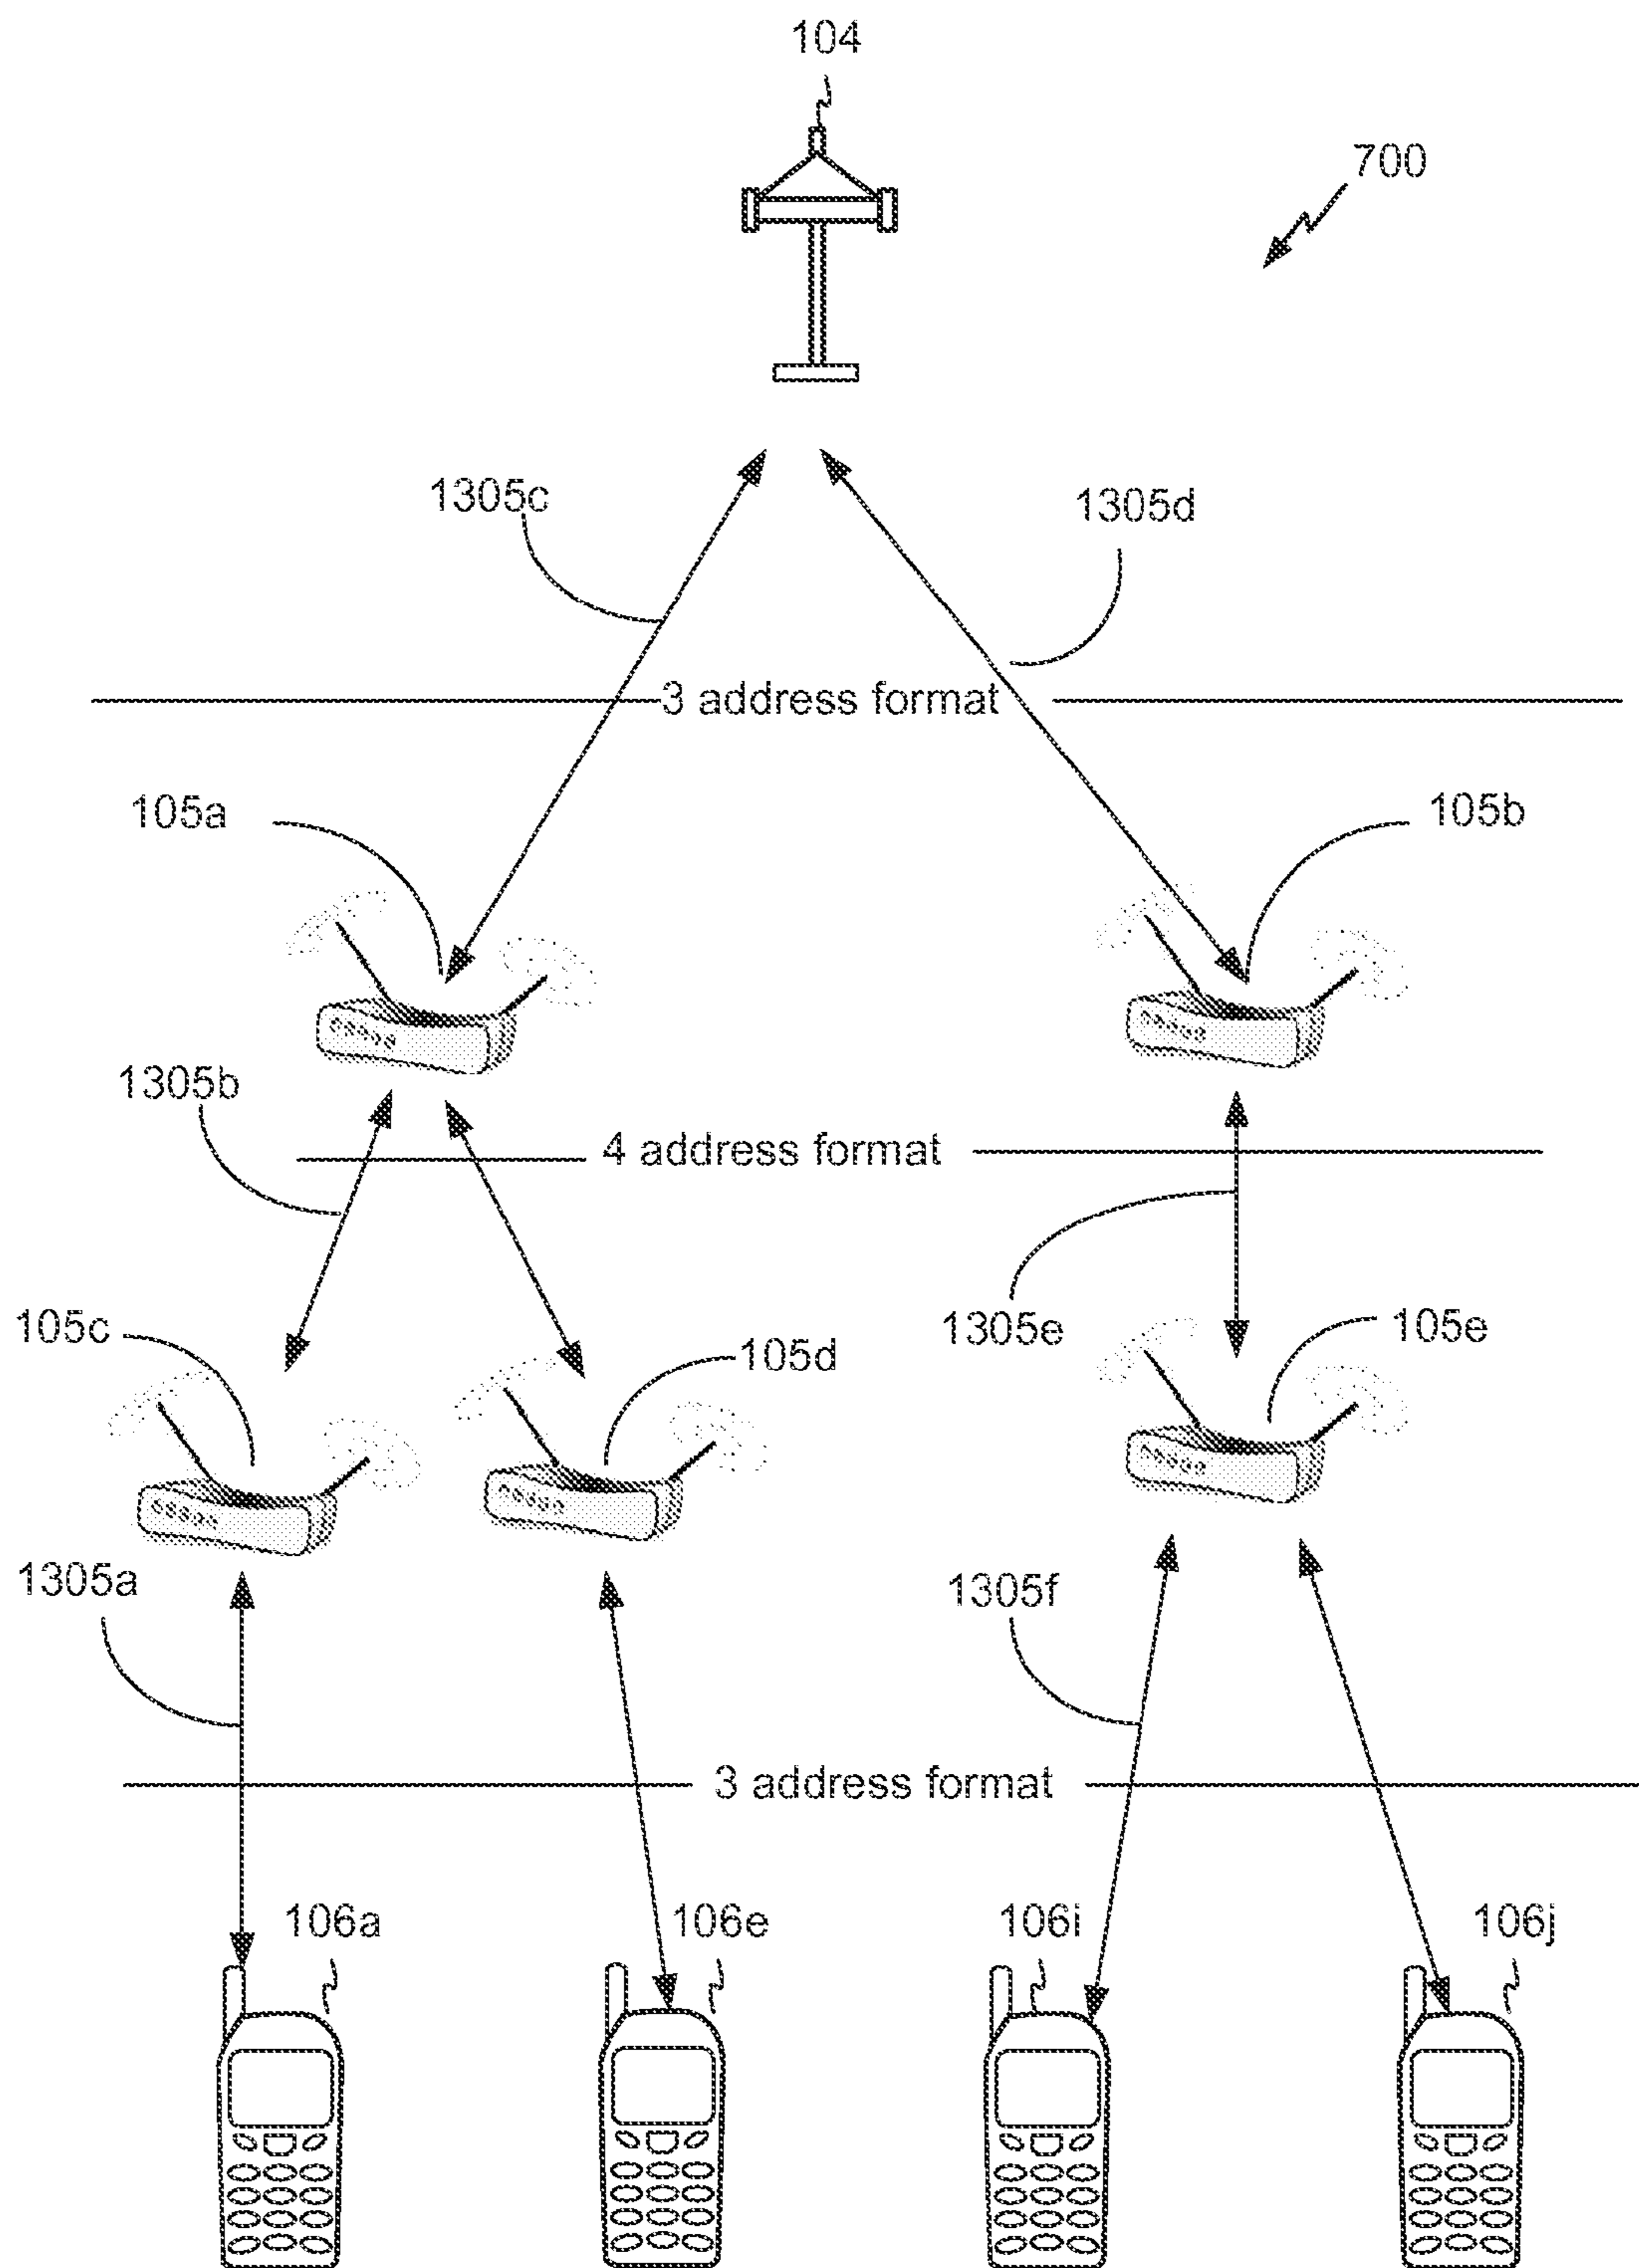 104
700
1305c
1305d
3 address format
105a
105b
1305b
4 address format
105c
105d
1305e
105e
1305a
1305f
3 address format
106a
106e
106i
106j